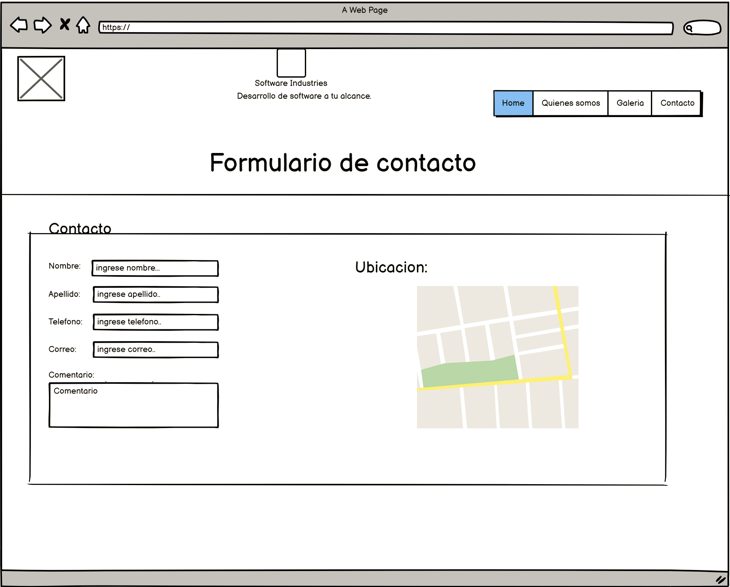 A Web Page
https://
Software Industries
Desarrollo de software a tu alcance.
Home Quienes somos Galeria Contacto
Formulario de contacto
Contacto
Nombre: ingrese nombre...
Ubicacion:
Apellido: ingrese apellido..
Telefono: ingrese telefono..
Correo: ingrese correo..
Comentario:
Comentario